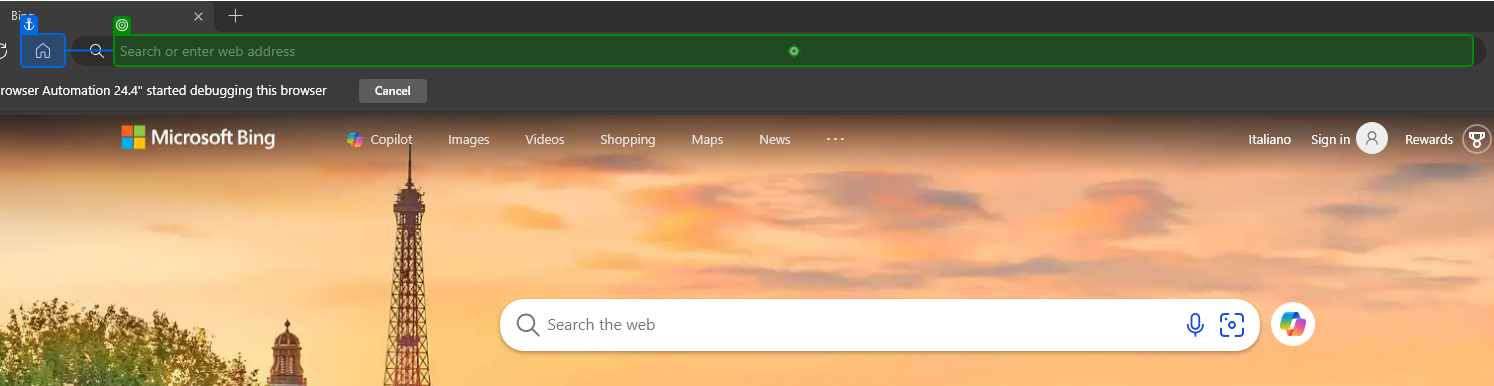 Bing
Search or enter web address
rowser Automation 24.4" started debugging this browser
Cancel
Microsoft Bing
Copilot
Images
Videos
Shopping
Maps
News
Italiano
Sign in
Rewards
Search the web